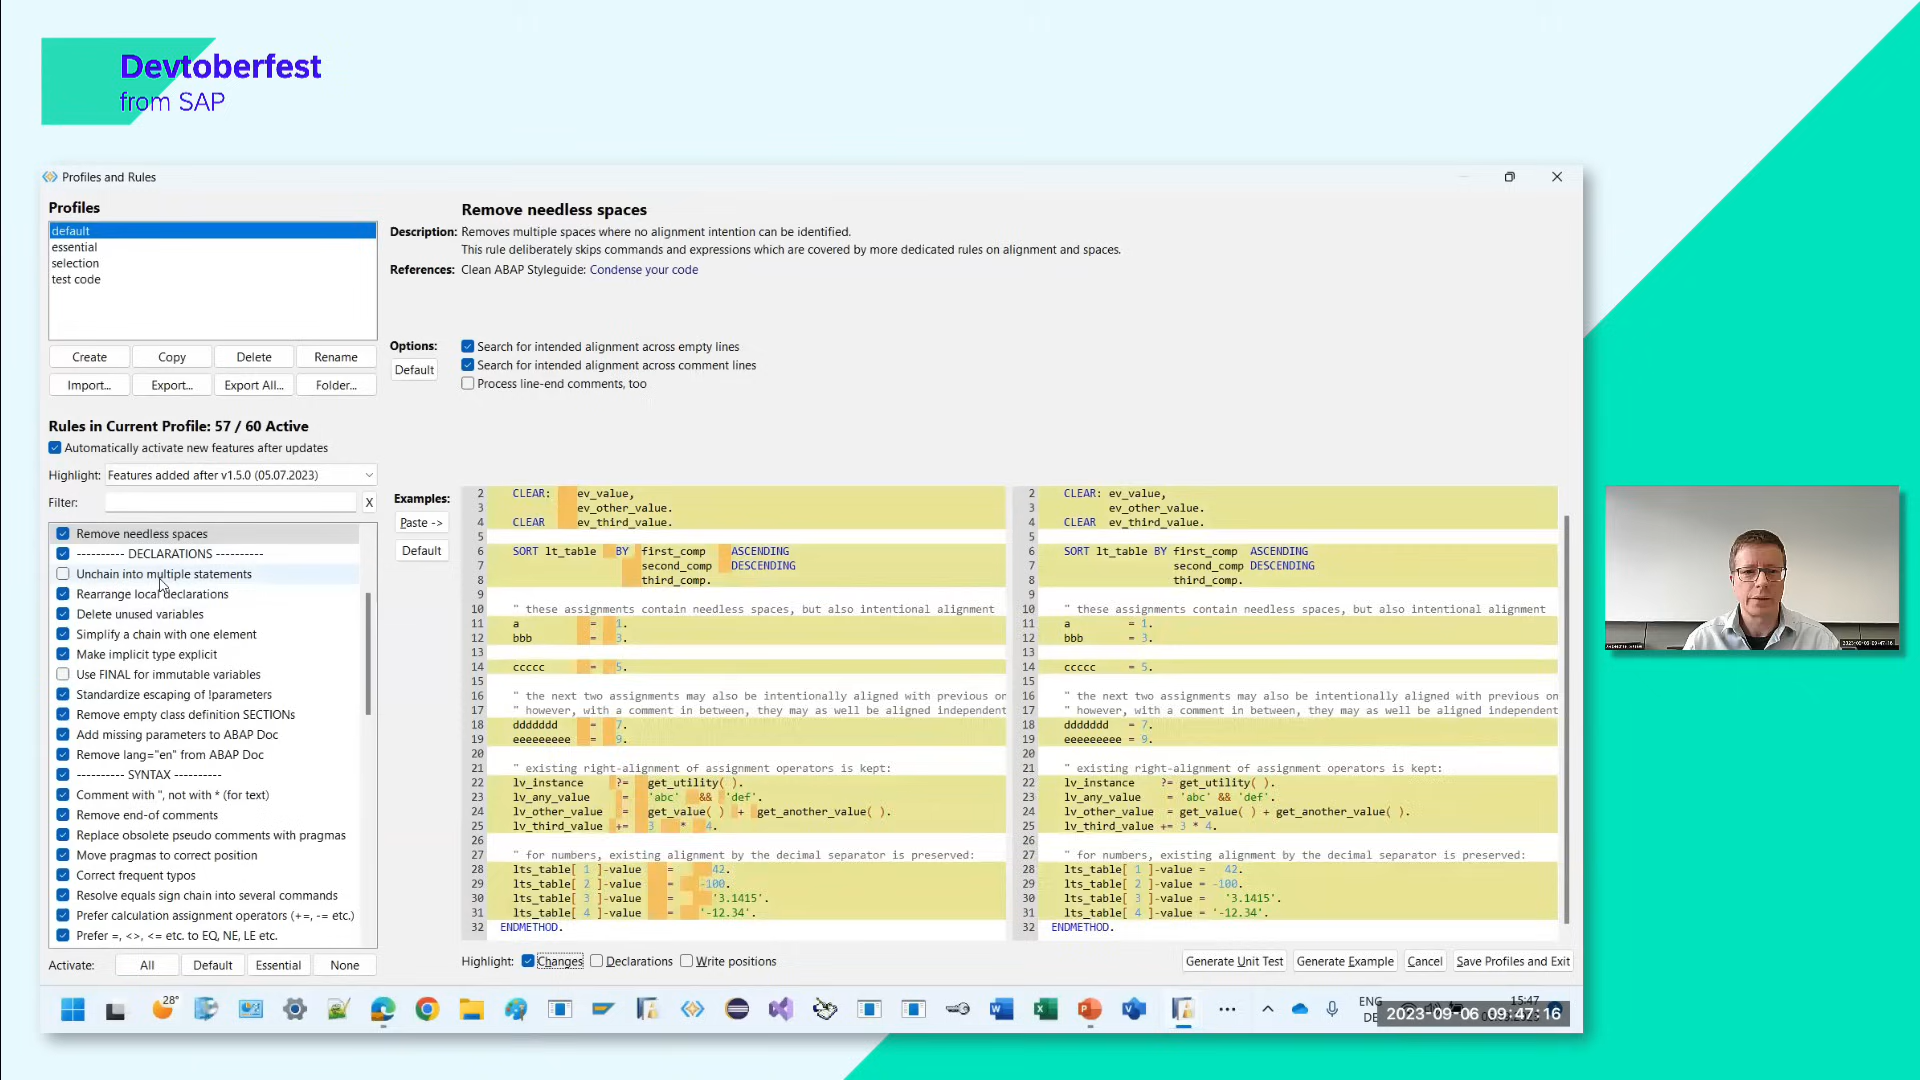 Devtoberfest
from SAP
Profiles and Rules
Profiles
default
essential
selection
test code
Create
Copy
Delete
Rename
Import...
Export...
Export All...
Folder...
Rules in Current Profile: 57 / 60 Active
Automatically activate new features after updates
Highlight: Features added after v1.5.0 (05.07.2023)
Filter:
X
Remove needless spaces
---------- DECLARATIONS ----------
Unchain into multiple statements
Rearrange local declarations
Delete unused variables
Simplify a chain with one element
Make implicit type explicit
Use FINAL for immutable variables
Standardize escaping of !parameters
Remove empty class definition SECTIONs
Add missing parameters to ABAP Doc
Remove lang="en" from ABAP Doc
---------- SYNTAX ----------
Comment with ", not with * (for text)
Remove end-of comments
Replace obsolete pseudo comments with pragmas
Move pragmas to correct position
Correct frequent typos
Resolve equals sign chain into several commands
Prefer calculation assignment operators (+=, -= etc.)
Prefer =, <>, <= etc. to EQ, NE, LE etc.
Activate:
All
Default
Essential
None
Remove needless spaces
Description: Removes multiple spaces where no alignment intention can be identified.
This rule deliberately skips commands and expressions which are covered by more dedicated rules on alignment and spaces.
References: Clean ABAP Styleguide: Condense your code
Options:
Default
Search for intended alignment across empty lines
Search for intended alignment across comment lines
Process line-end comments, too
Examples:
Paste ->
Default
2 CLEAR: ev_value,
3 ev_other_value.
4 CLEAR ev_third_value.
5
6 SORT lt_table BY first_comp ASCENDING
7 second_comp DESCENDING
8 third_comp.
9
10 " these assignments contain needless spaces, but also intentional alignment
11 a = 1.
12 bbb = 3.
13
14 ccccc = 5.
15
16 " the next two assignments may also be intentionally aligned with previous on
17 " however, with a comment in between, they may as well be aligned independent
18 ddddddd = 7.
19 eeeeeeeee = 9.
20
21 " existing right-alignment of assignment operators is kept:
22 lv_instance ?= get_utility( ).
23 lv_any_value = 'abc' && 'def'.
24 lv_other_value = get_value( ) + get_another_value( ).
25 lv_third_value += 3 * 4.
26
27 " for numbers, existing alignment by the decimal separator is preserved:
28 lts_table[ 1 ]-value = 42.
29 lts_table[ 2 ]-value = -100.
30 lts_table[ 3 ]-value = '3.1415'.
31 lts_table[ 4 ]-value = '-12.34'.
32 ENDMETHOD.
2 CLEAR: ev_value,
3 ev_other_value.
4 CLEAR ev_third_value.
5
6 SORT lt_table BY first_comp ASCENDING
7 second_comp DESCENDING
8 third_comp.
9
10 " these assignments contain needless spaces, but also intentional alignment
11 a = 1.
12 bbb = 3.
13
14 ccccc = 5.
15
16 " the next two assignments may also be intentionally aligned with previous on
17 " however, with a comment in between, they may as well be aligned independent
18 ddddddd = 7.
19 eeeeeeeee = 9.
20
21 " existing right-alignment of assignment operators is kept:
22 lv_instance ?= get_utility( ).
23 lv_any_value = 'abc' && 'def'.
24 lv_other_value = get_value( ) + get_another_value( ).
25 lv_third_value += 3 * 4.
26
27 " for numbers, existing alignment by the decimal separator is preserved:
28 lts_table[ 1 ]-value = 42.
29 lts_table[ 2 ]-value = -100.
30 lts_table[ 3 ]-value = '3.1415'.
31 lts_table[ 4 ]-value = '-12.34'.
32 ENDMETHOD.
Highlight:
Changes
Declarations
Write positions
Generate Unit Test
Generate Example
Cancel
Save Profiles and Exit
28°
ENG
DE
15:47
2023-09-06 09:47:16